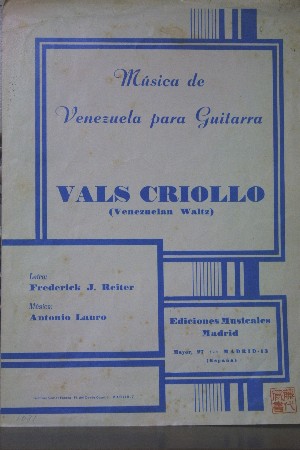 Música de
Venezuela para Guitarra
VALS CRIOLLO
(Venezuelan Waltz)
Letra:
Frederick J. Reiter
Música:
Antonio Lauro
Ediciones Musicales
Madrid
Mayor, 97 MADRID-13
(España)